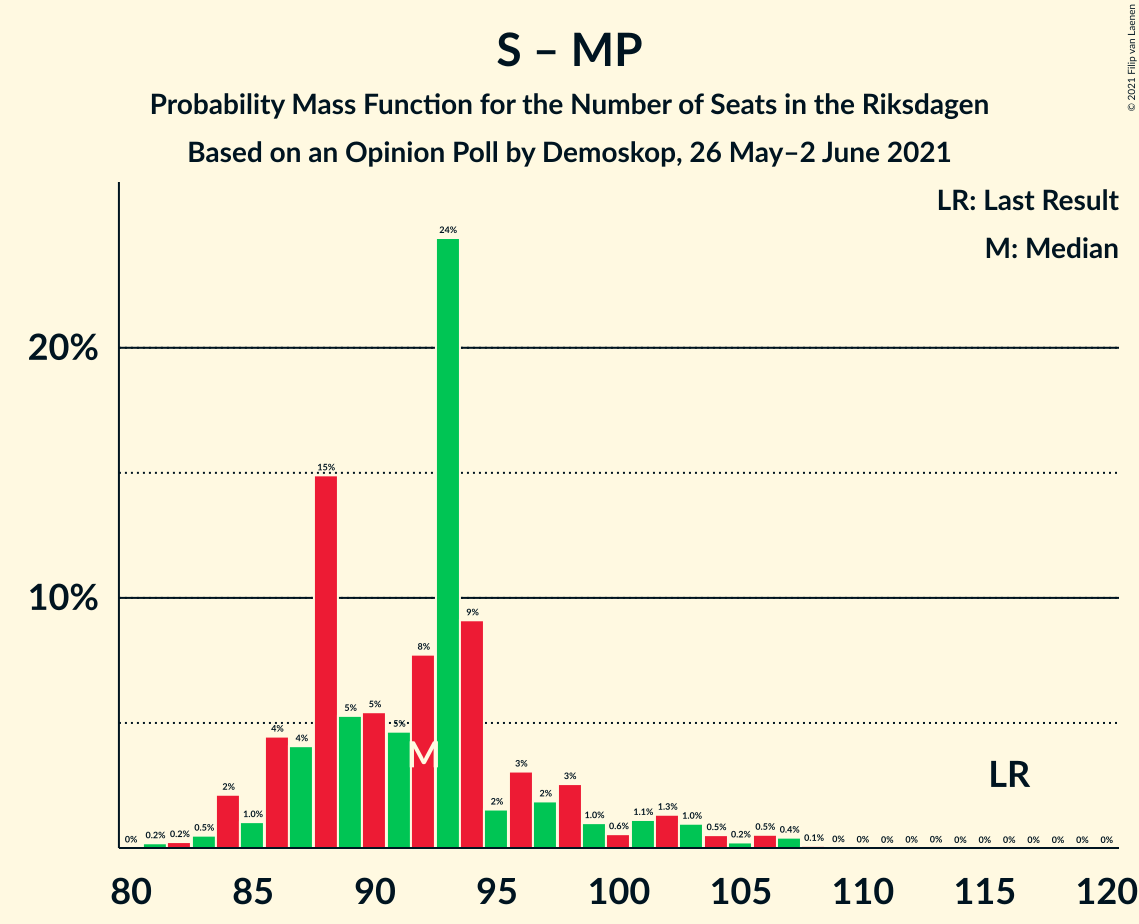 S – MP
Probability Mass Function for the Number of Seats in the Riksdagen
Based on an Opinion Poll by Demoskop, 26 May–2 June 2021
© 2021 Filip van Laenen
LR: Last Result
M: Median
20%
10%
0% 0.2% 0.2% 0.5% 2% 1.0% 4% 4% 15% 5% 5% 5% 8% 24% 9% 2% 3% 2% 3% 1.0% 0.6% 1.1% 1.3% 1.0% 0.5% 0.2% 0.5% 0.4% 0.1% 0% 0% 0% 0% 0% 0% 0% 0% 0% 0% 0% 0%
M
LR
80 85 90 95 100 105 110 115 120